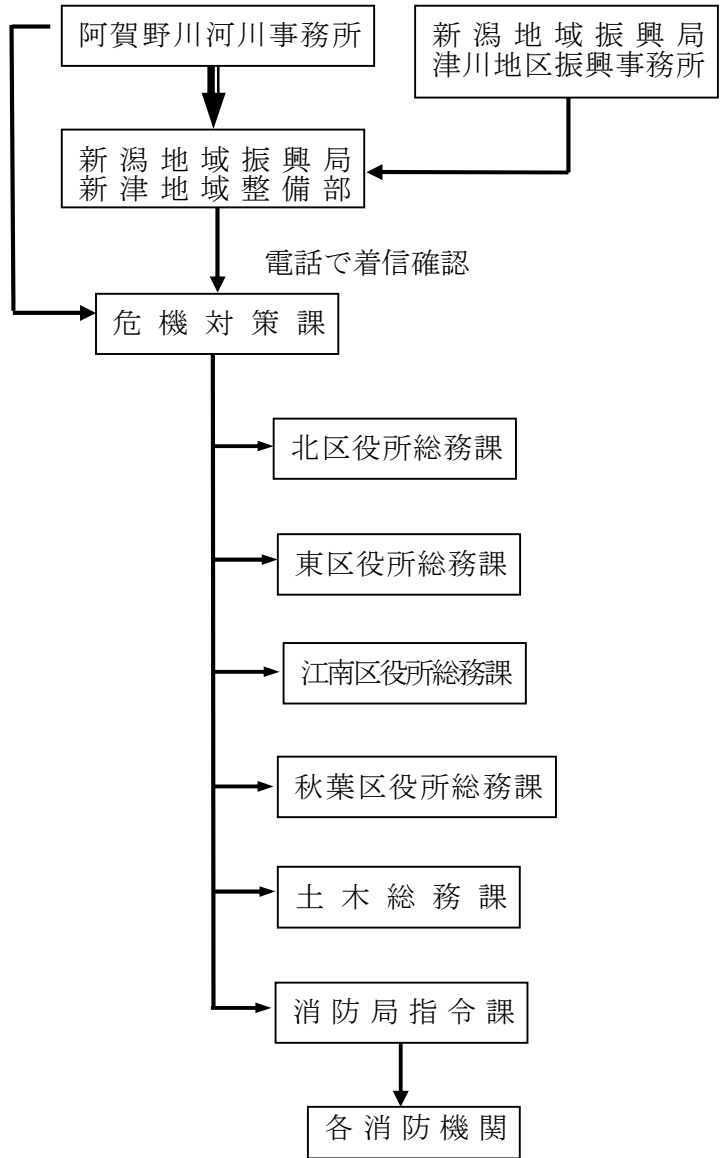 阿賀野川河川事務所
新潟地域振興局
津川地区振興事務所
新潟地域振興局
新津地域整備部
電話で着信確認
危機対策課
北区役所総務課
東区役所総務課
江南区役所総務課
秋葉区役所総務課
土木総務課
消防局指令課
各消防機関